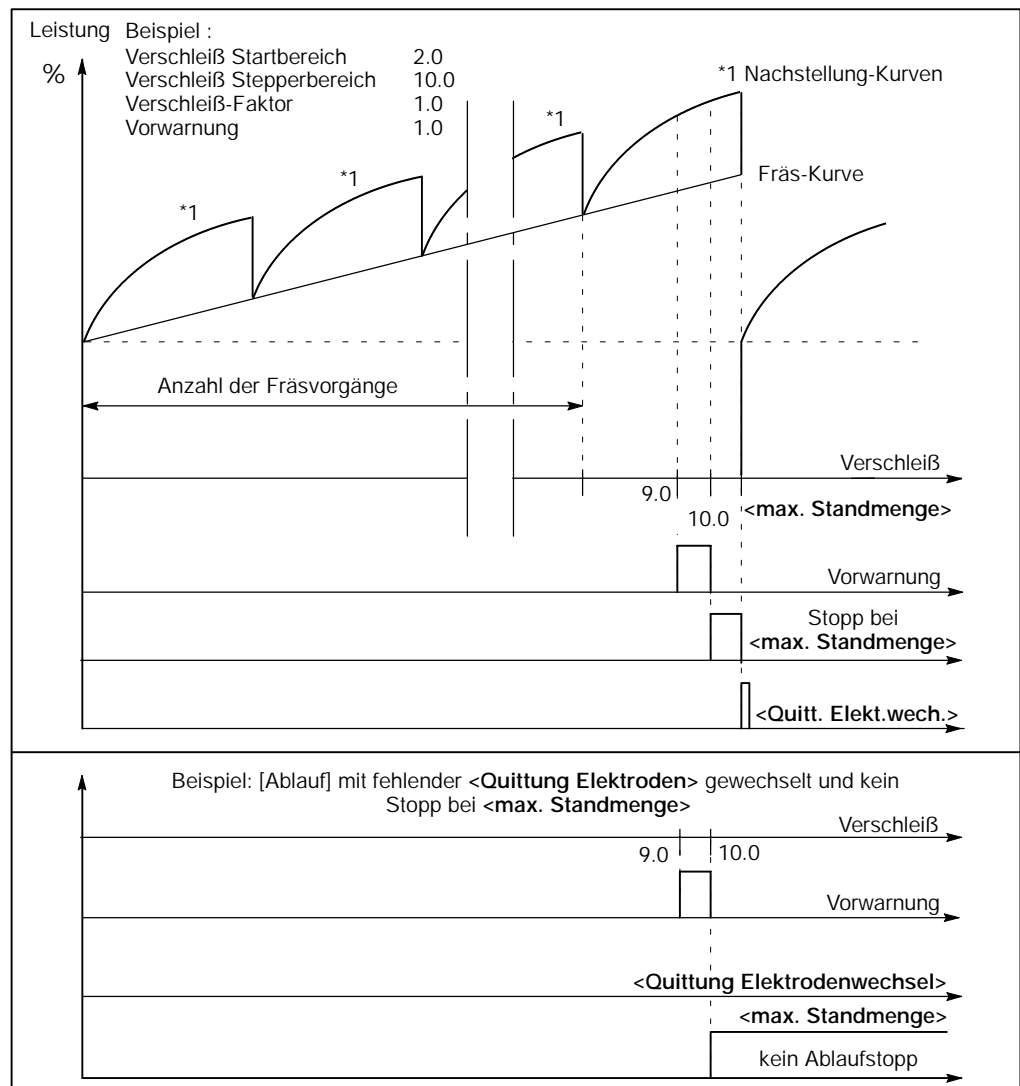 Leistung
%
Beispiel :
Verschleiß Startbereich 2.0
Verschleiß Stepperbereich 10.0
Verschleiß-Faktor 1.0
Vorwarnung 1.0
*1 Nachstellung-Kurven
*1
*1
*1
Fräs-Kurve
Anzahl der Fräsvorgänge
Verschleiß
9.0
10.0
<max. Standmenge>
Vorwarnung
Stopp bei
<max. Standmenge>
<Quitt. Elekt.wech.>
Beispiel: [Ablauf] mit fehlender <Quittung Elektroden> gewechselt und kein
Stopp bei <max. Standmenge>
Verschleiß
9.0
10.0
Vorwarnung
<Quittung Elektrodenwechsel>
<max. Standmenge>
kein Ablaufstopp